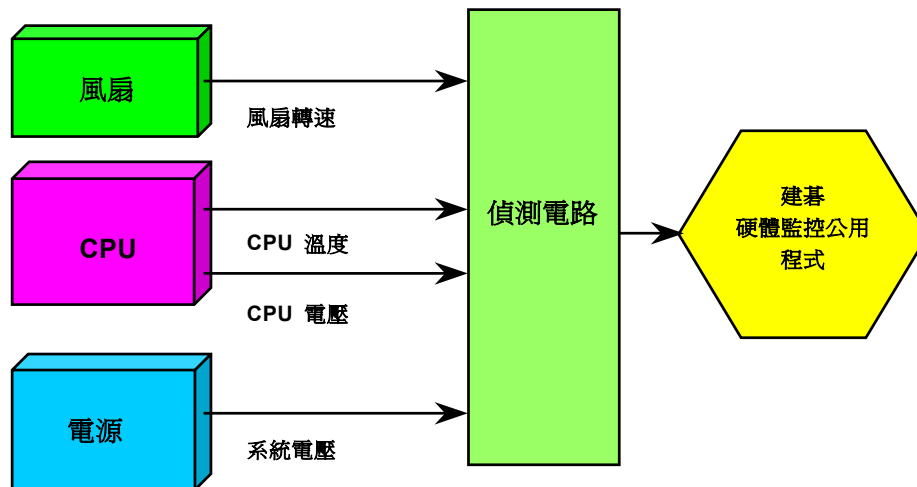 風扇
風扇轉速
CPU
CPU 溫度
CPU 電壓
電源
系統電壓
偵測電路
建碁
硬體監控公用
程式